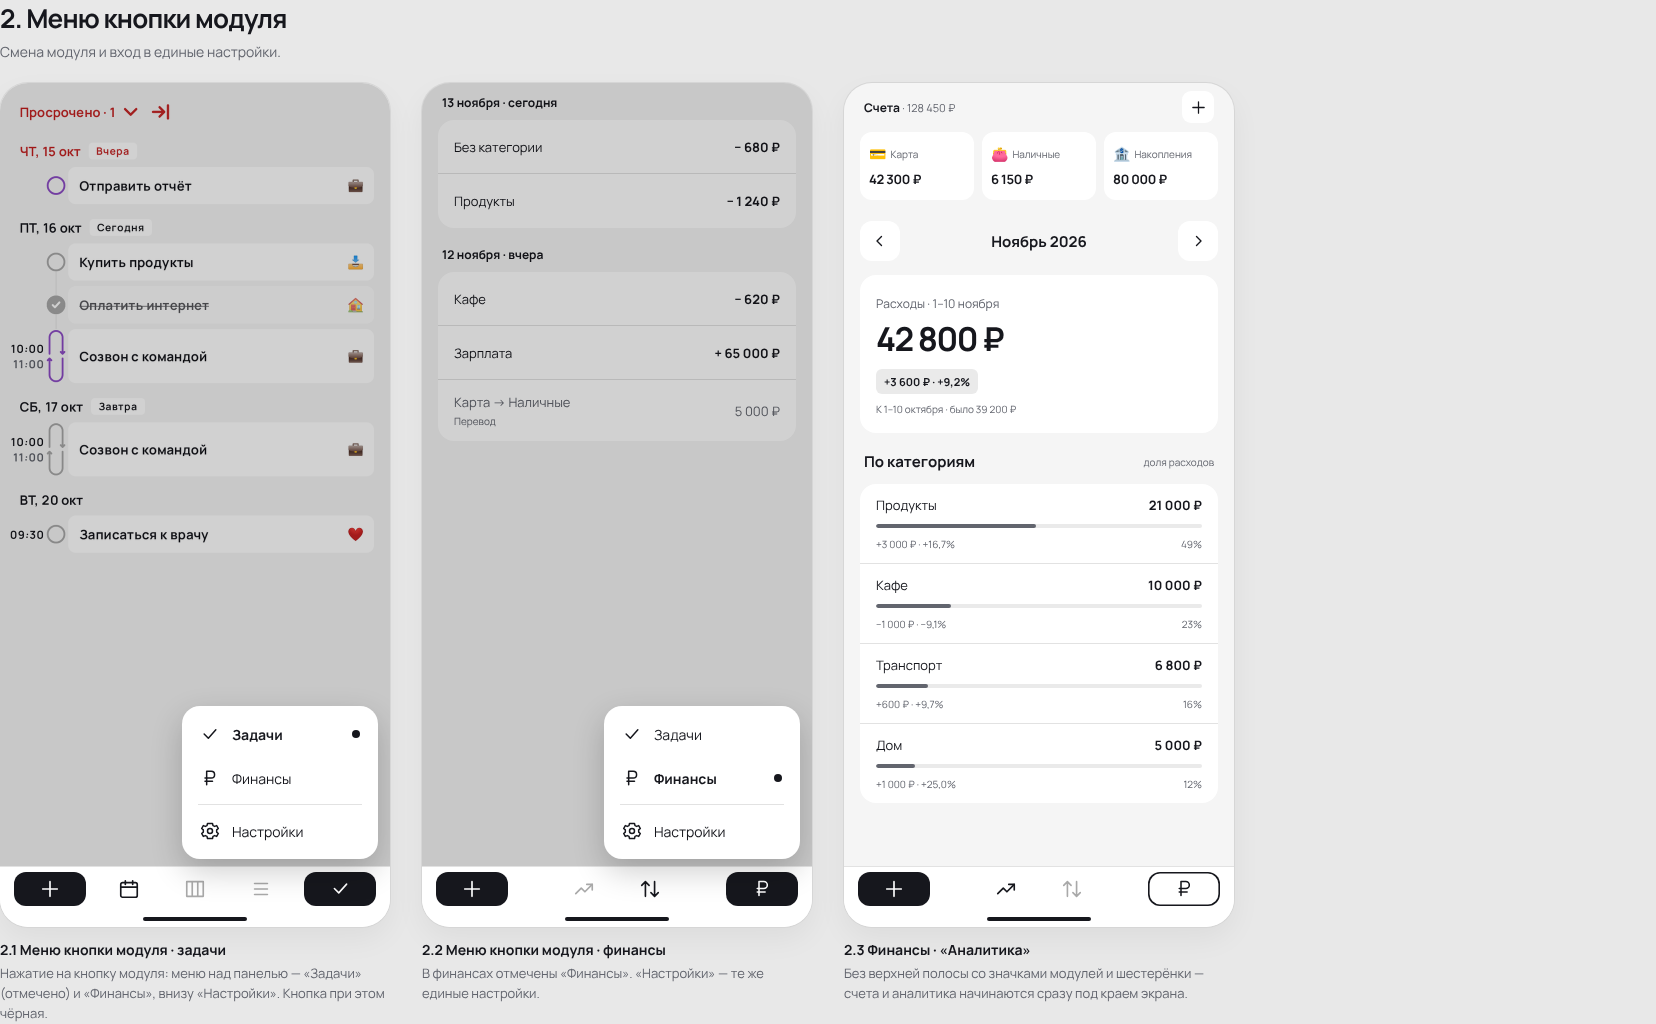 2. Меню кнопки модуля
Смена модуля и вход в единые настройки.
Просрочено · 1
ЧТ, 15 окт Вчера
Отправить отчёт
ПТ, 16 окт Сегодня
Купить продукты
Оплатить интернет
10:00
11:00
Созвон с командой
СБ, 17 окт Завтра
10:00
11:00
Созвон с командой
ВТ, 20 окт
09:30 Записаться к врачу
Задачи
Финансы
Настройки
2.1 Меню кнопки модуля · задачи
Нажатие на кнопку модуля: меню над панелью — «Задачи»
(отмечено) и «Финансы», внизу «Настройки». Кнопка при этом
чёрная.
13 ноября · сегодня
Без категории − 680 ₽
Продукты − 1 240 ₽
12 ноября · вчера
Кафе − 620 ₽
Зарплата + 65 000 ₽
Карта → Наличные 5 000 ₽
Перевод
Задачи
₽ Финансы
Настройки
₽
2.2 Меню кнопки модуля · финансы
В финансах отмечены «Финансы». «Настройки» — те же
единые настройки.
Счета · 128 450 ₽
Карта
42 300 ₽
Наличные
6 150 ₽
Накопления
80 000 ₽
Ноябрь 2026
Расходы · 1–10 ноября
42 800 ₽
+3 600 ₽ · +9,2%
К 1–10 октября · было 39 200 ₽
По категориям доля расходов
Продукты 21 000 ₽
+3 000 ₽ · +16,7% 49%
Кафе 10 000 ₽
−1 000 ₽ · −9,1% 23%
Транспорт 6 800 ₽
+600 ₽ · +9,7% 16%
Дом 5 000 ₽
+1 000 ₽ · +25,0% 12%
₽
2.3 Финансы · «Аналитика»
Без верхней полосы со значками модулей и шестерёнки —
счета и аналитика начинаются сразу под краем экрана.